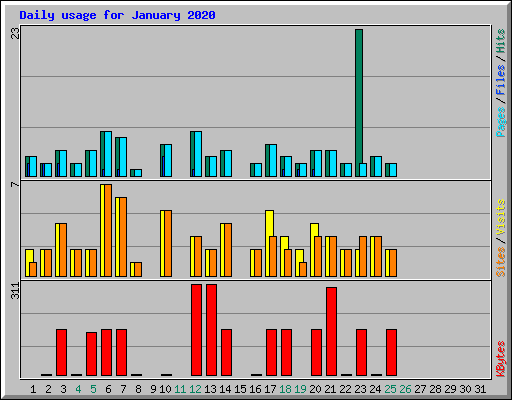 Daily usage for January 2020
23
7
311
Pages / Files / Hits
Sites / Visits
KBytes
1 2 3 4 5 6 7 8 9 10 11 12 13 14 15 16 17 18 19 20 21 22 23 24 25 26 27 28 29 30 31